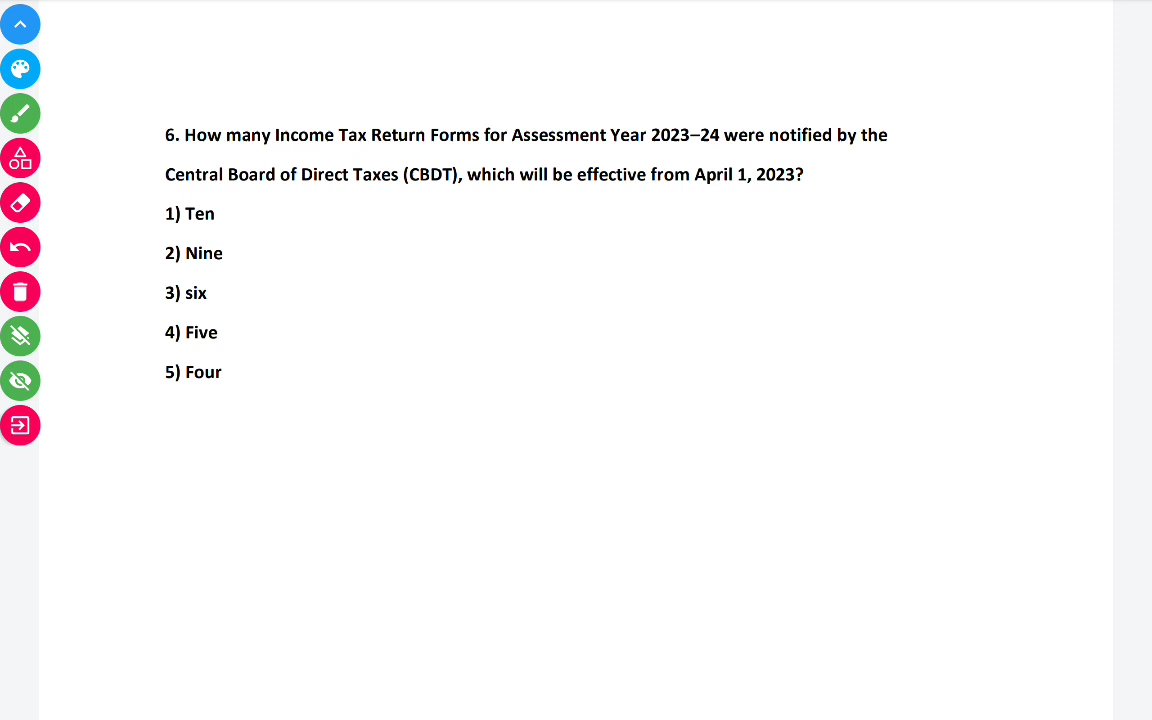 6. How many Income Tax Return Forms for Assessment Year 2023–24 were notified by the
Central Board of Direct Taxes (CBDT), which will be effective from April 1, 2023?
1) Ten
2) Nine
3) six
4) Five
5) Four